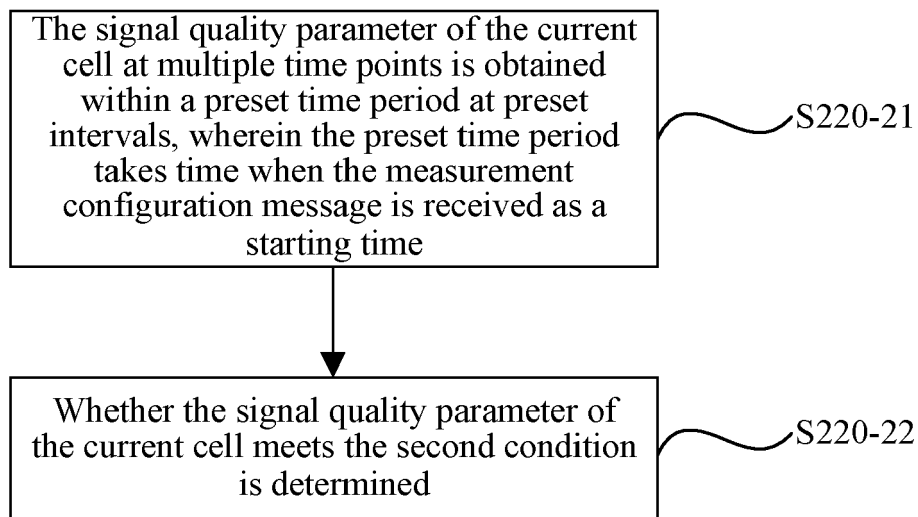 The signal quality parameter of the current
cell at multiple time points is obtained
within a preset time period at preset
intervals, wherein the preset time period
takes time when the measurement
configuration message is received as a
starting time
S220-21
Whether the signal quality parameter of
the current cell meets the second condition
is determined
S220-22